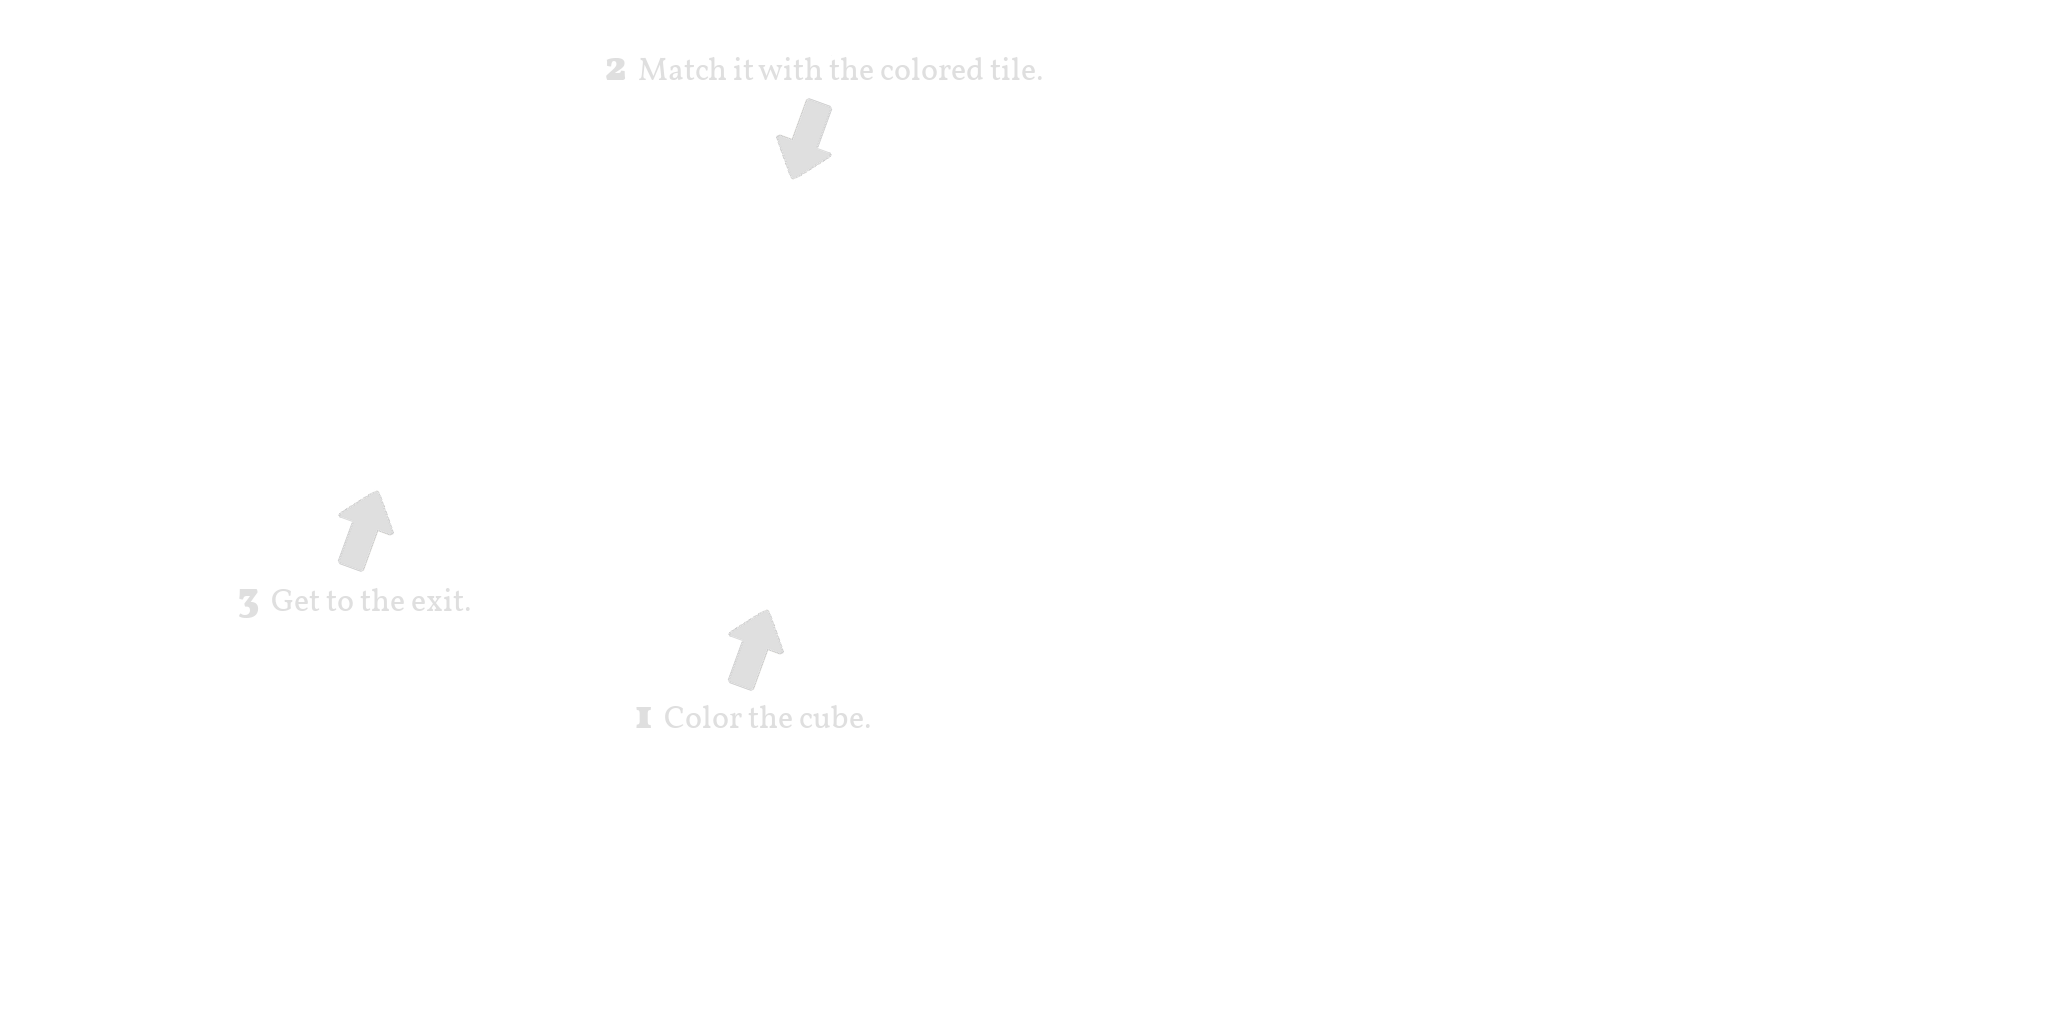 2 Match it with the colored tile.
3 Get to the exit.
1 Color the cube.